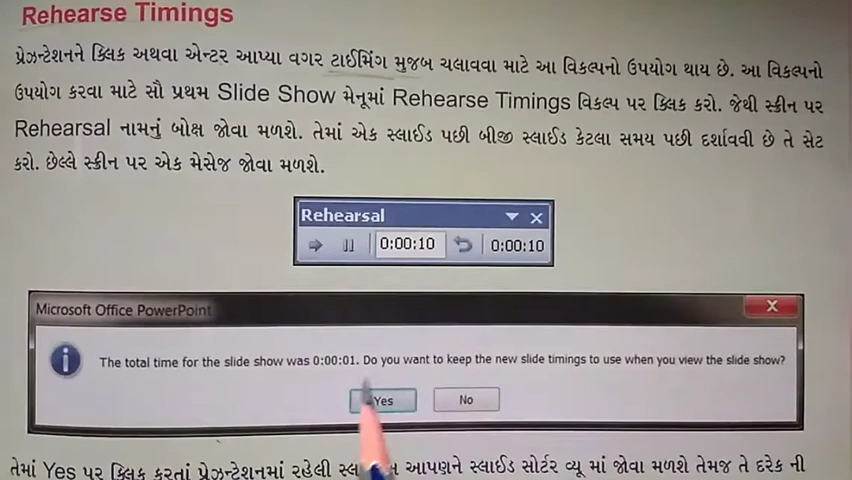 Rehearse Timings
પ્રેઝન્ટેશનને ક્લિક અથવા એન્ટર આપ્યા વગર ટાઈમિંગ મુજબ ચલાવવા માટે આ વિકલ્પનો ઉપયોગ થાય છે. આ વિકલ્પનો
ઉપયોગ કરવા માટે સૌ પ્રથમ Slide Show મેનૂમાં Rehearse Timings વિકલ્પ પર ક્લિક કરો. જેથી સ્ક્રીન પર
Rehearsal નામનું બોક્ષ જોવા મળશે. તેમાં એક સ્લાઈડ પછી બીજી સ્લાઈડ કેટલા સમય પછી દર્શાવવી છે તે સેટ
કરો. છેલ્લે સ્ક્રીન પર એક મેસેજ જોવા મળશે.
Rehearsal
0:00:10 0:00:10
Microsoft Office PowerPoint
The total time for the slide show was 0:00:01. Do you want to keep the new slide timings to use when you view the slide show?
Yes No
તેમાં Yes પર ક્લિક કરતાં પ્રેઝન્ટેશનમાં રહેલી આપણને સ્લાઈડ સોર્ટર વ્યૂ માં જોવા મળશે તેમજ તે દરેક ની